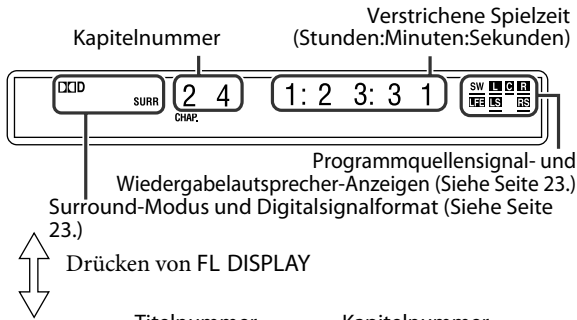 Verstrichene Spielzeit
Kapitelnummer (Stunden:Minuten:Sekunden)
D SURR 2 4 1:2 3:3 1 SW L C R
CHAP. LFE LS RS
Programmquellensignal- und
Wiedergabelautsprecher-Anzeigen (Siehe Seite 23.)
Surround-Modus und Digitalsignalformat (Siehe Seite
23.)
Drücken von FL DISPLAY
Titelnummer Kapitelnummer